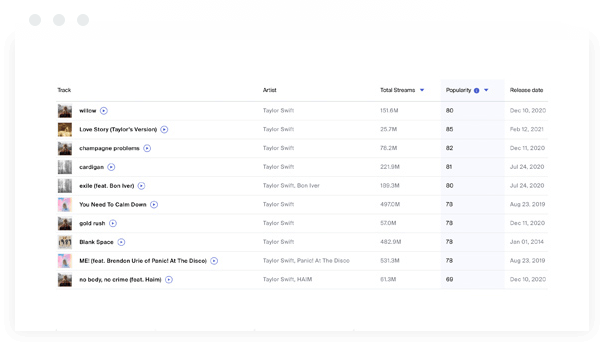 Track Artist Total Streams Popularity Release date
willow Taylor Swift 151.6M 80 Dec 10, 2020
Love Story (Taylor's Version) Taylor Swift 25.7M 85 Feb 12, 2021
champagne problems Taylor Swift 76.2M 82 Dec 11, 2020
cardigan Taylor Swift 221.9M 81 Jul 24, 2020
exile (feat. Bon Iver) Taylor Swift, Bon Iver 189.3M 80 Jul 24, 2020
You Need To Calm Down Taylor Swift 497.0M 79 Aug 23, 2019
gold rush Taylor Swift 57.0M 79 Dec 11, 2020
Blank Space Taylor Swift 482.9M 78 Jan 01, 2014
ME! (feat. Brendon Urie of Panic! At The Disco) Taylor Swift, Panic! At The Disco 531.3M 78 Aug 23, 2019
no body, no crime (feat. Haim) Taylor Swift, HAIM 61.3M 69 Dec 10, 2020